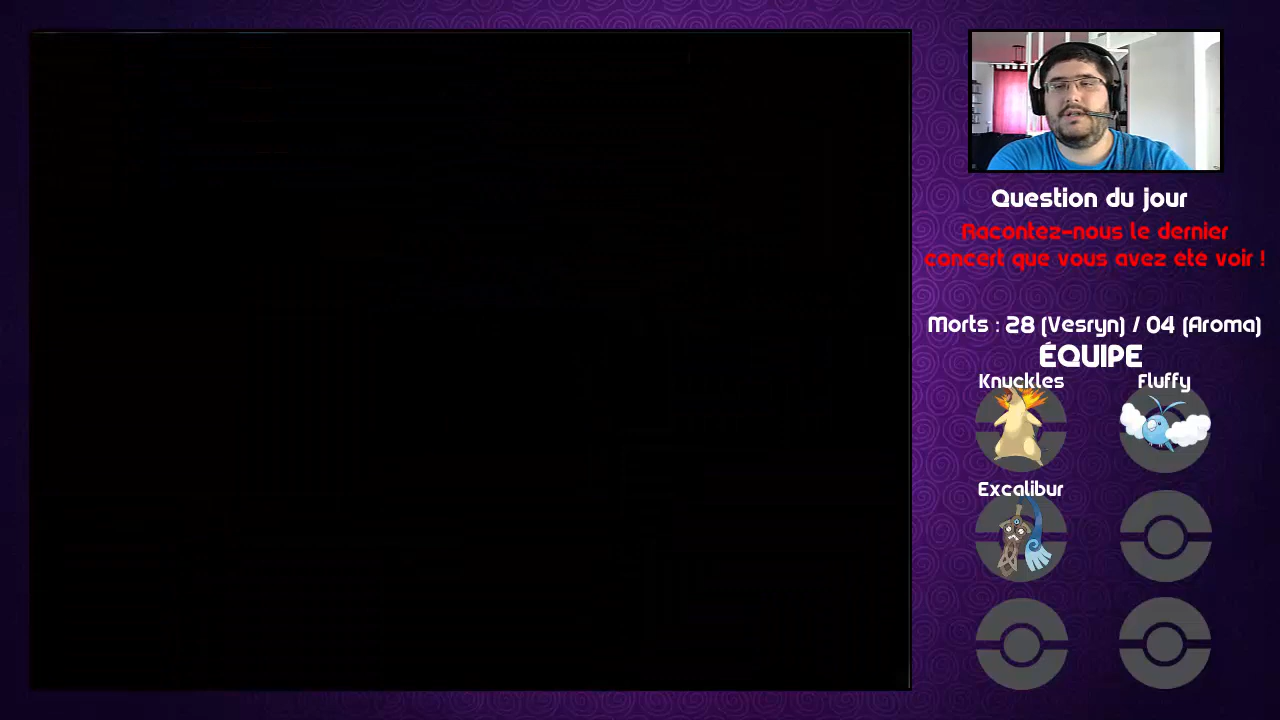 Question du jour
Racontez-nous le dernier
concert que vous avez été voir !
Morts : 28 (Vesryn) / 04 (Aroma)
ÉQUIPE
Knuckles
Fluffy
Excalibur